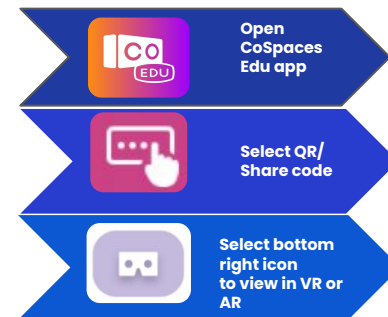 Open
CoSpaces
Edu app
CO
EDU
Select QR/
Share code
Select bottom
right icon
to view in VR or
AR